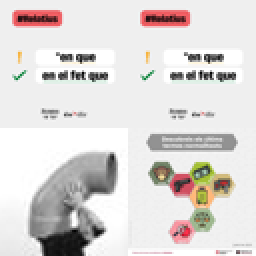 #Relatius
*en que
en el fet que
#Relatius
*en que
en el fet que
Descobreix els últims
termes normalitzats